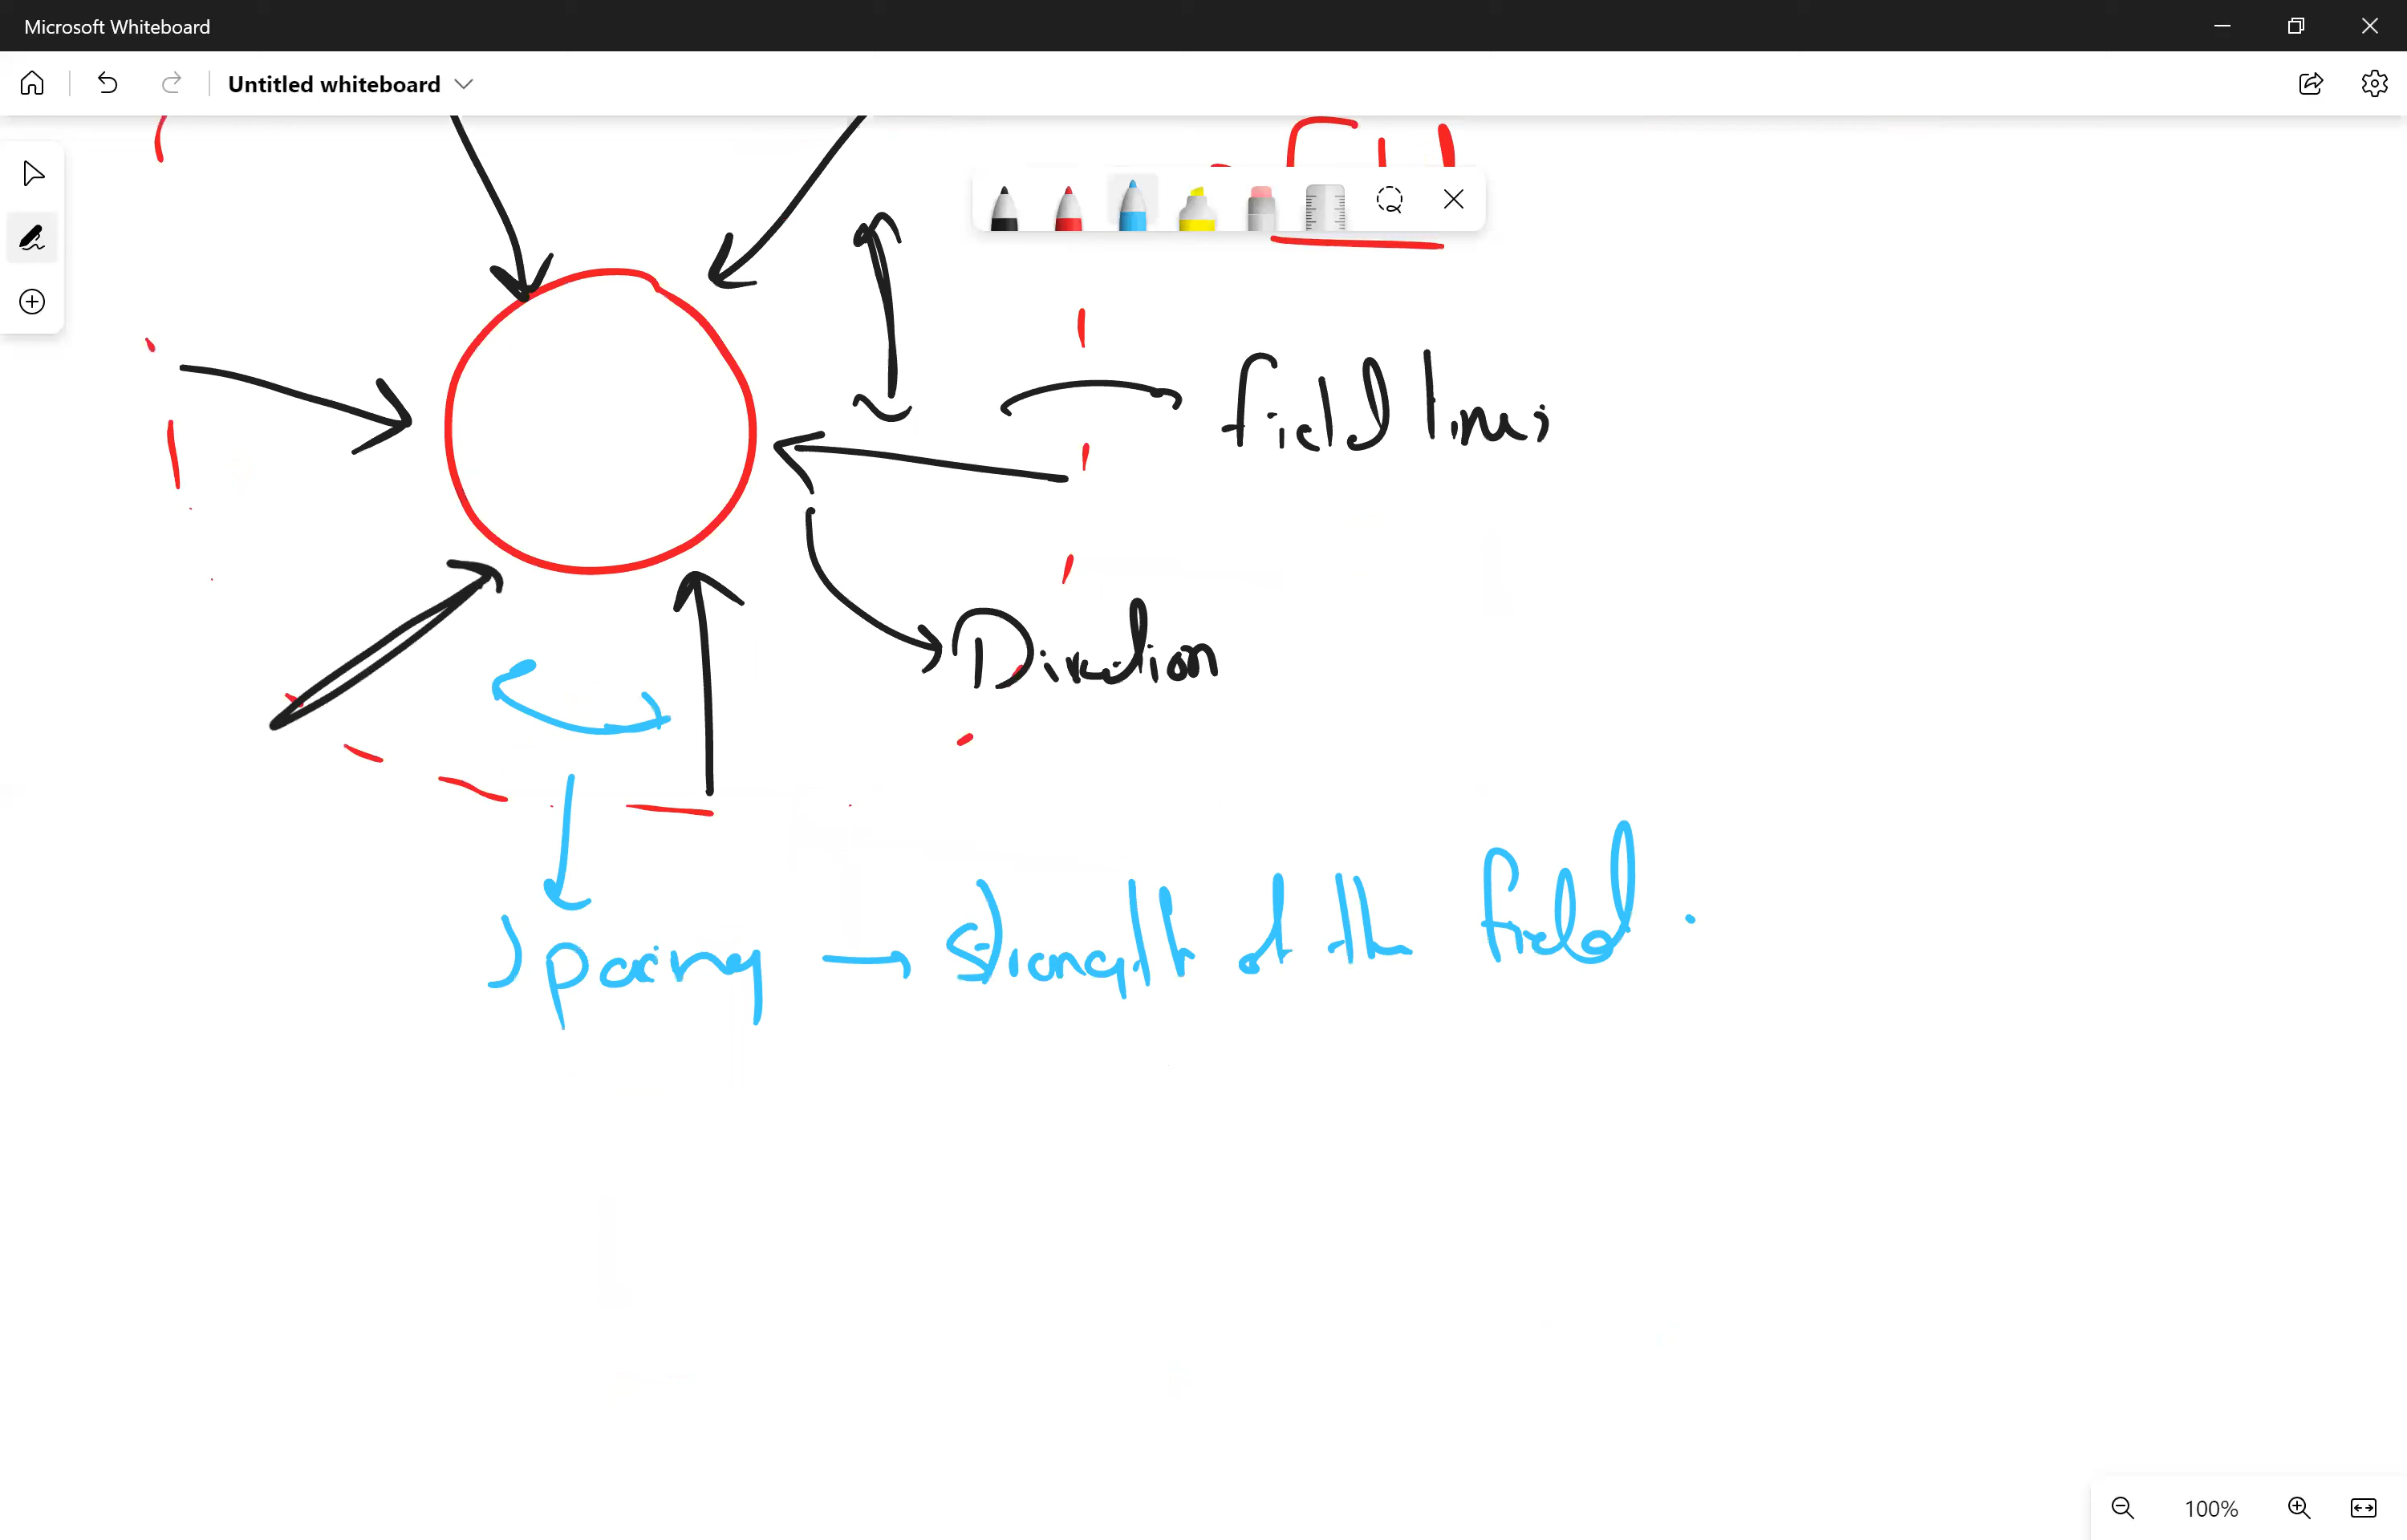 Microsoft Whiteboard
Untitled whiteboard
field lines
Direction
Spacing → Strength of the field.
100%